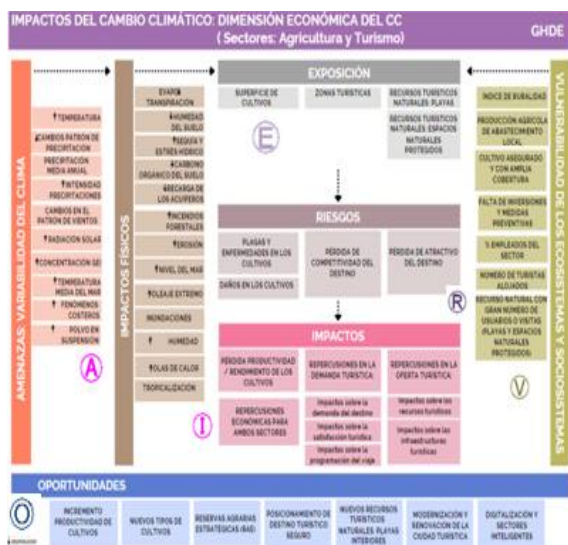 IMPACTOS DEL CAMBIO CLIMÁTICO: DIMENSIÓN ECONÓMICA DEL CC
( Sectores: Agricultura y Turismo)
GHDE
AMENAZAS: VARIABILIDAD DEL CLIMA
↑TEMPERATURA
CAMBIOS PATRÓN DE
PRECIPITACIÓN
PRECIPITACIÓN
MEDIA ANUAL
↑INTENSIDAD
PRECIPITACIONES
CAMBIOS EN EL
PATRÓN DE VIENTOS
↑RADIACIÓN SOLAR
↑CONCENTRACIÓN GEI
↑TEMPERATURA
MEDIA DEL MAR
↑ FENÓMENOS
COSTEROS
↑ POLVO EN
SUSPENSIÓN
A
IMPACTOS FÍSICOS
EVAPO
TRANSPIRACIÓN
↓HUMEDAD
DEL SUELO
↑SEQUÍA Y
ESTRÉS HÍDRICO
↓CARBONO
ORGÁNICO DEL SUELO
↓RECARGA DE
LOS ACUÍFEROS
↑INCENDIOS
FORESTALES
↑EROSIÓN
↑NIVEL DEL MAR
↑OLEAJE EXTREMO
INUNDACIONES
↑ HUMEDAD
↑OLAS DE CALOR
TROPICALIZACIÓN
I
EXPOSICIÓN
SUPERFICIE DE
CULTIVOS
ZONAS TURÍSTICAS
RECURSOS TURÍSTICOS
NATURALES: PLAYAS
RECURSOS TURÍSTICOS
NATURALES: ESPACIOS
NATURALES
PROTEGIDOS
E
RIESGOS
PLAGAS Y
ENFERMEDADES EN LOS
CULTIVOS
DAÑOS EN LOS CULTIVOS
PÉRDIDA DE
COMPETITIVIDAD DEL
DESTINO
PÉRDIDA DE ATRACTIVO
DEL DESTINO
R
IMPACTOS
PÉRDIDA PRODUCTIVIDAD
/ RENDIMIENTO DE LOS
CULTIVOS
REPERCUSIONES
ECONÓMICAS PARA
AMBOS SECTORES
REPERCUSIONES EN LA
DEMANDA TURÍSTICA:
Impactos sobre la
demanda del destino
Impactos sobre la
satisfacción turística
Impactos sobre la
programación del viaje
REPERCUSIONES EN LA
OFERTA TURÍSTICA:
Impactos sobre los
recursos turísticos
Impactos sobre las
infraestructuras
turísticas
ÍNDICE DE RURALIDAD
PRODUCCIÓN AGRÍCOLA
DE ABASTECIMIENTO
LOCAL
CULTIVO ASEGURADO Y
CON AMPLIA
COBERTURA
FALTA DE INVERSIONES
Y MEDIDAS
PREVENTIVAS
% EMPLEADOS DEL
SECTOR
NÚMERO DE TURISTAS
ALOJADOS
RECURSO NATURAL CON
GRAN NÚMERO DE
USUARIOS O VISITAS
(PLAYAS Y ESPACIOS
NATURALES
PROTEGIDOS)
V
VULNERABILIDAD DE LOS ECOSISTEMAS Y SOCIOSISTEMAS
OPORTUNIDADES
INCREMENTO
PRODUCTIVIDAD DE
CULTIVOS
NUEVOS TIPOS DE
CULTIVOS
RESERVAS AGRARIAS
ESTRATÉGICAS (RAE)
POSICIONAMIENTO DE
DESTINO TURÍSTICO
SEGURO
NUEVOS RECURSOS
TURÍSTICOS
NATURALES: PLAYAS
INTERIORES
MODERNIZACIÓN Y
RENOVACIÓN DE LA
CIUDAD TURÍSTICA
DIGITALIZACIÓN Y
SECTORES
INTELIGENTES